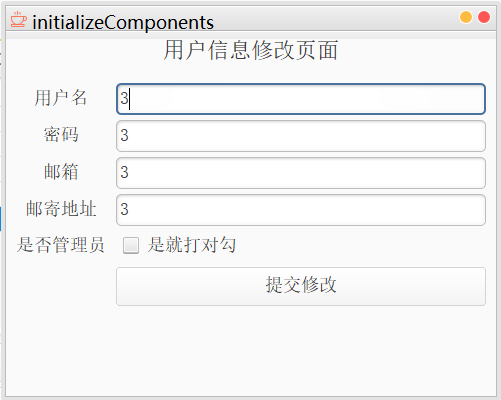 initializeComponents
用户信息修改页面
用户名 3
密码 3
邮箱 3
邮寄地址 3
是否管理员 是就打对勾
提交修改